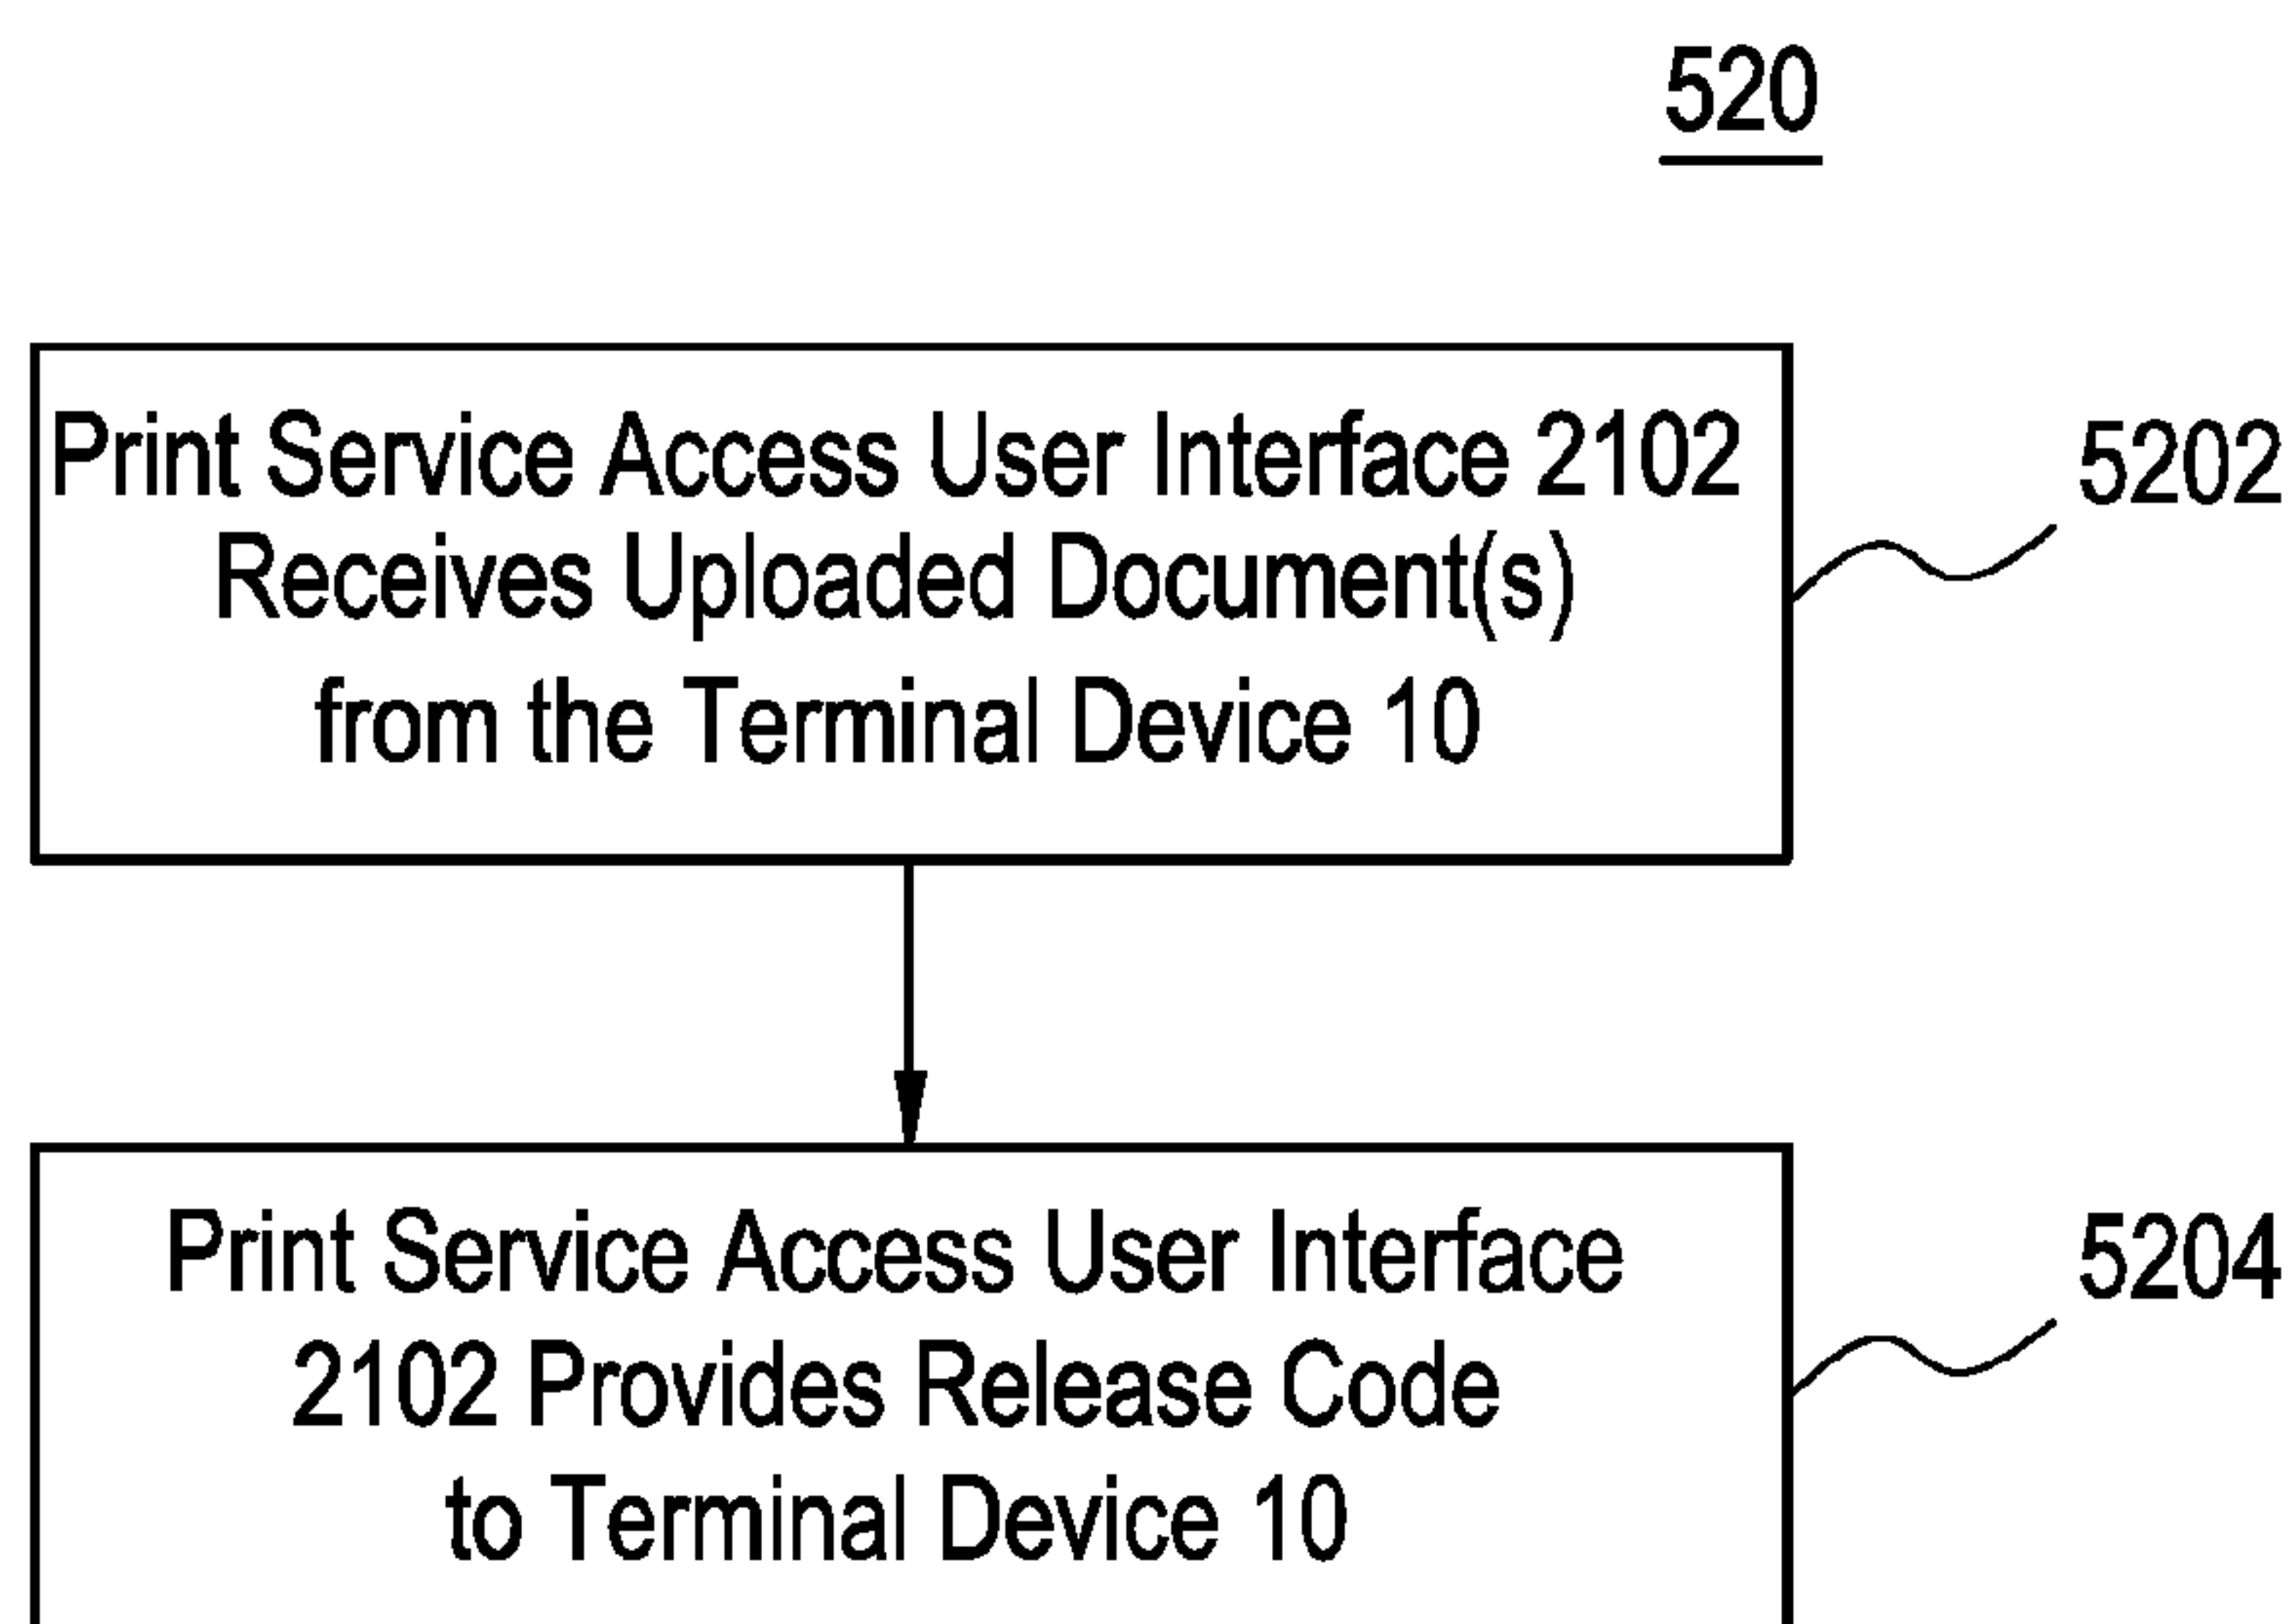 520
Print Service Access User Interface 2102
Receives Uploaded Document(s)
from the Terminal Device 10
5202
Print Service Access User Interface
2102 Provides Release Code
to Terminal Device 10
5204